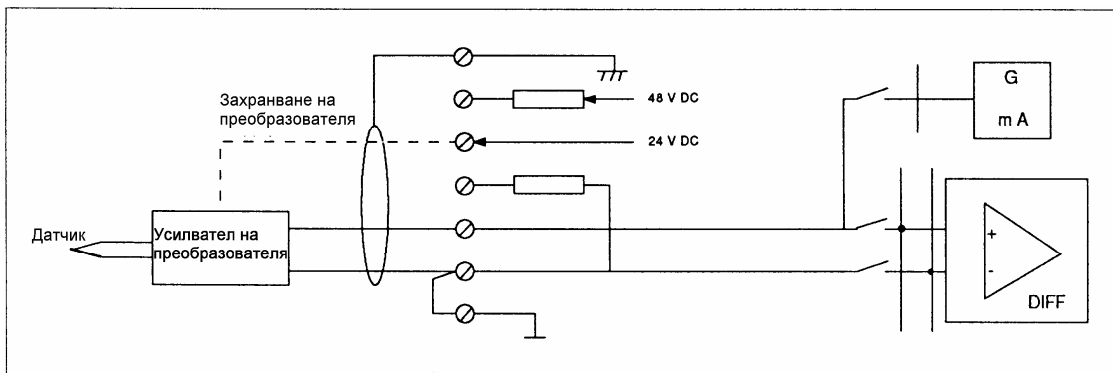 Захранване на
преобразователя
48 V DC
24 V DC
G
m A
Датчик
Усилвател на
преобразователя
+
-
DIFF